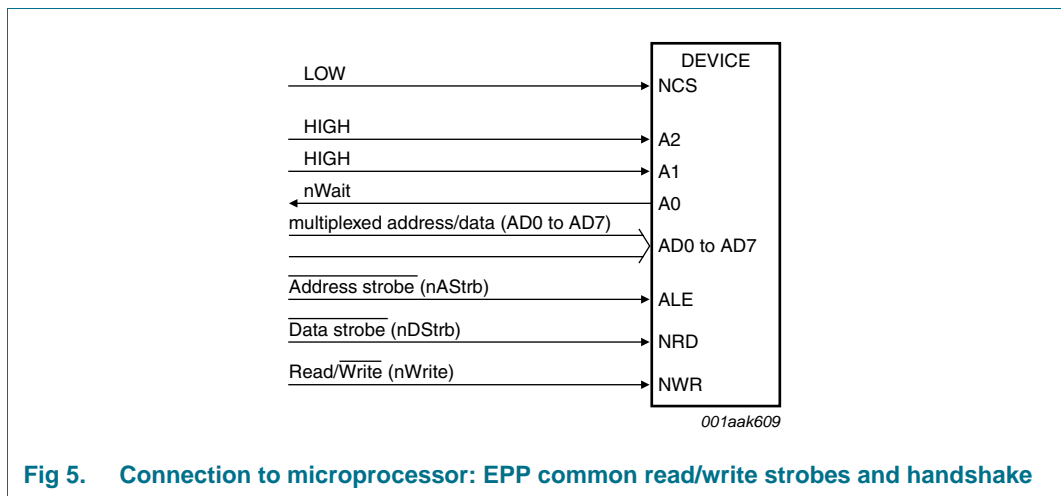 DEVICE
LOW
NCS
HIGH
A2
HIGH
A1
nWait
A0
multiplexed address/data (AD0 to AD7)
AD0 to AD7
Address strobe (nAStrb)
ALE
Data strobe (nDStrb)
NRD
Read/Write (nWrite)
NWR
001aak609
Fig 5. Connection to microprocessor: EPP common read/write strobes and handshake